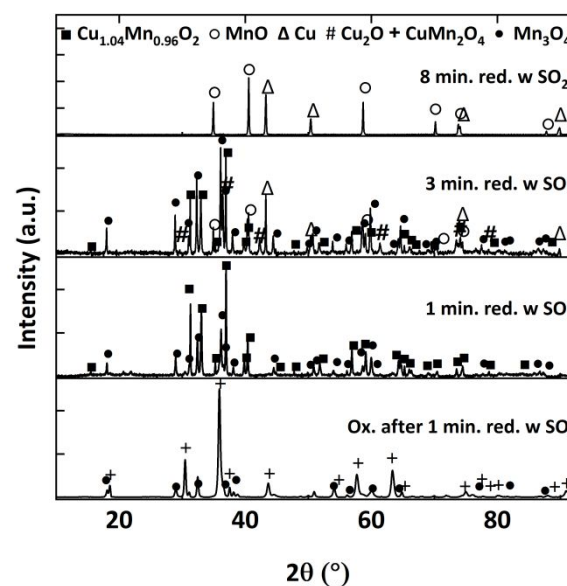 ■ Cu₁.₀₄Mn₀.₉₆O₂ ○ MnO Δ Cu # Cu₂O + CuMn₂O₄ ● Mn₃O₄
8 min. red. w SO₂
3 min. red. w SO
1 min. red. w SO
Ox. after 1 min. red. w SO
Intensity (a.u.)
20 40 60 80
2θ (°)